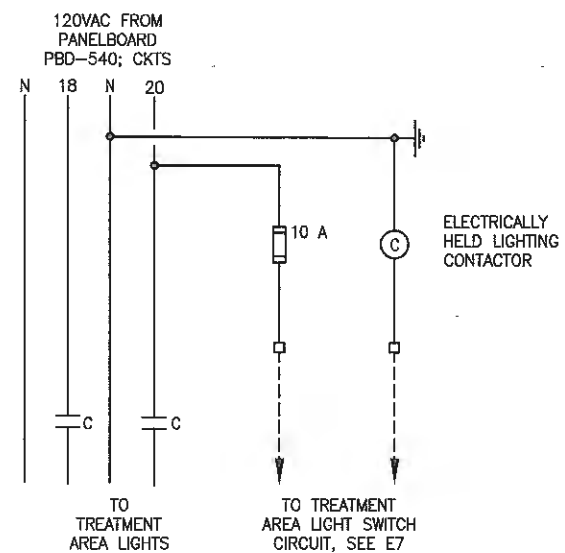 120VAC FROM
PANELBOARD
PBD-540; CKTS
N 18 N 20
10 A
C
ELECTRICALLY
HELD LIGHTING
CONTACTOR
C C
TO
TREATMENT
AREA LIGHTS
TO TREATMENT
AREA LIGHT SWITCH
CIRCUIT, SEE E7